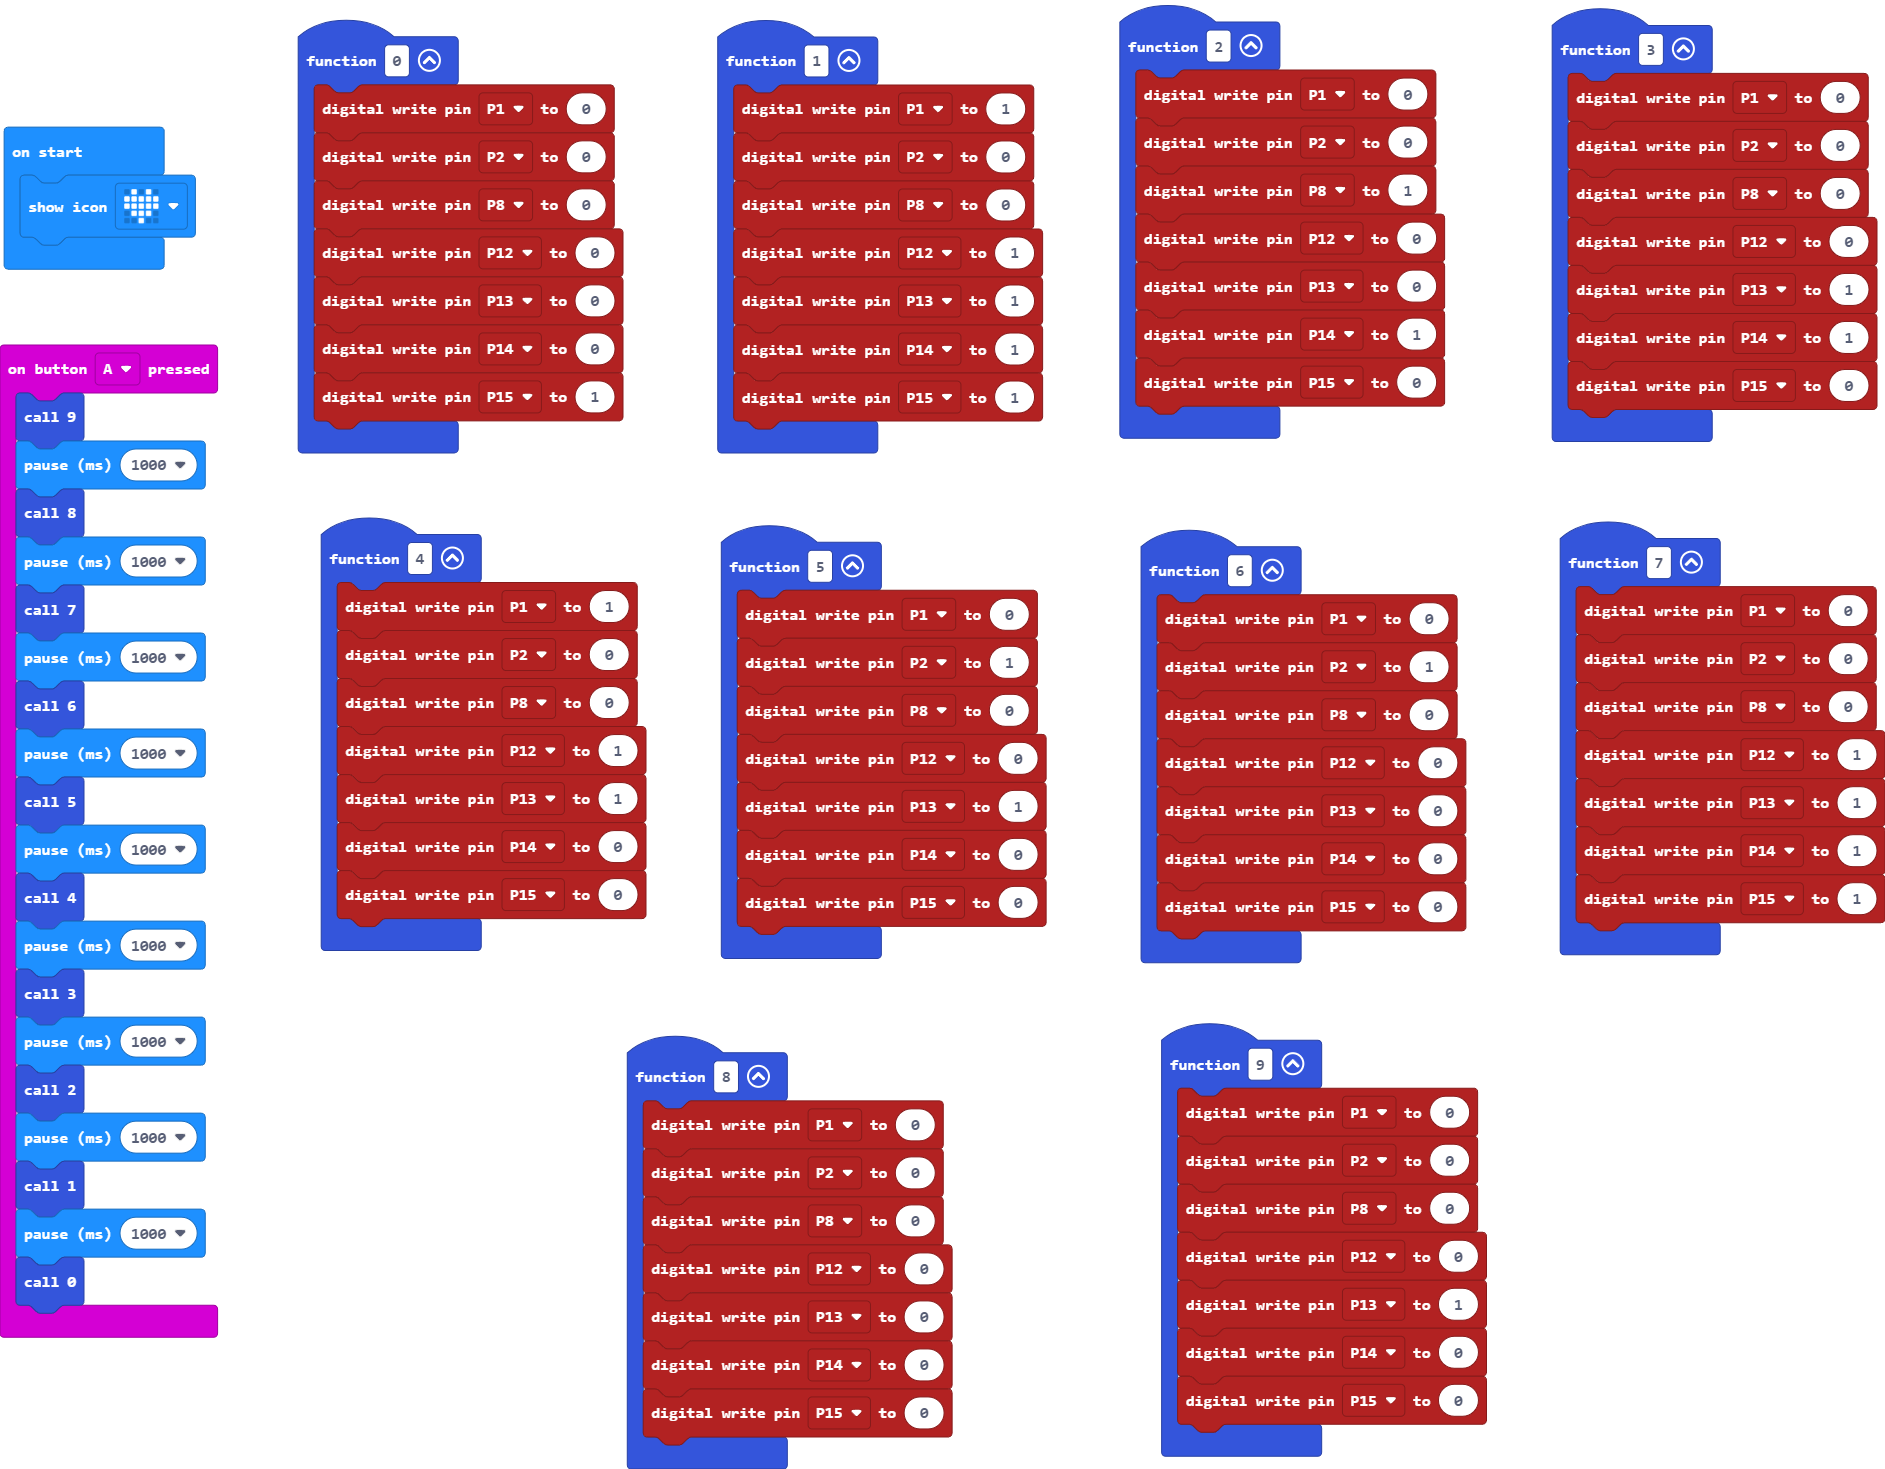 on start
show icon
on button A pressed
call 9
pause (ms) 1000
call 8
pause (ms) 1000
call 7
pause (ms) 1000
call 6
pause (ms) 1000
call 5
pause (ms) 1000
call 4
pause (ms) 1000
call 3
pause (ms) 1000
call 2
pause (ms) 1000
call 1
pause (ms) 1000
call 0
function 0
digital write pin P1 to 0
digital write pin P2 to 0
digital write pin P8 to 0
digital write pin P12 to 0
digital write pin P13 to 0
digital write pin P14 to 0
digital write pin P15 to 1
function 1
digital write pin P1 to 1
digital write pin P2 to 0
digital write pin P8 to 0
digital write pin P12 to 1
digital write pin P13 to 1
digital write pin P14 to 1
digital write pin P15 to 1
function 2
digital write pin P1 to 0
digital write pin P2 to 0
digital write pin P8 to 1
digital write pin P12 to 0
digital write pin P13 to 0
digital write pin P14 to 1
digital write pin P15 to 0
function 3
digital write pin P1 to 0
digital write pin P2 to 0
digital write pin P8 to 0
digital write pin P12 to 0
digital write pin P13 to 1
digital write pin P14 to 1
digital write pin P15 to 0
function 4
digital write pin P1 to 1
digital write pin P2 to 0
digital write pin P8 to 0
digital write pin P12 to 1
digital write pin P13 to 1
digital write pin P14 to 0
digital write pin P15 to 0
function 5
digital write pin P1 to 0
digital write pin P2 to 1
digital write pin P8 to 0
digital write pin P12 to 0
digital write pin P13 to 1
digital write pin P14 to 0
digital write pin P15 to 0
function 6
digital write pin P1 to 0
digital write pin P2 to 1
digital write pin P8 to 0
digital write pin P12 to 0
digital write pin P13 to 0
digital write pin P14 to 0
digital write pin P15 to 0
function 7
digital write pin P1 to 0
digital write pin P2 to 0
digital write pin P8 to 0
digital write pin P12 to 1
digital write pin P13 to 1
digital write pin P14 to 1
digital write pin P15 to 1
function 8
digital write pin P1 to 0
digital write pin P2 to 0
digital write pin P8 to 0
digital write pin P12 to 0
digital write pin P13 to 0
digital write pin P14 to 0
digital write pin P15 to 0
function 9
digital write pin P1 to 0
digital write pin P2 to 0
digital write pin P8 to 0
digital write pin P12 to 0
digital write pin P13 to 1
digital write pin P14 to 0
digital write pin P15 to 0